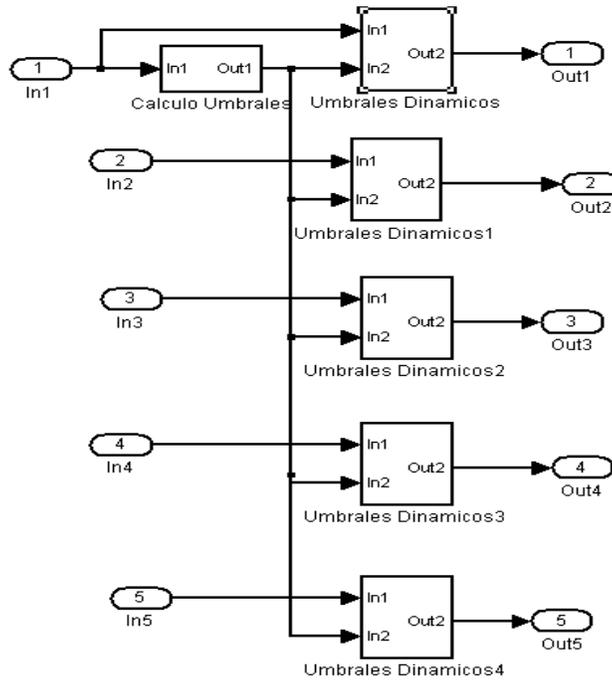 1
In1
In1 Out1
Calculo Umbrales
In1
In2
Out2
Umbrales Dinamicos
1
Out1
2
In2
In1
In2
Out2
Umbrales Dinamicos1
2
Out2
3
In3
In1
In2
Out2
Umbrales Dinamicos2
3
Out3
4
In4
In1
In2
Out2
Umbrales Dinamicos3
4
Out4
5
In5
In1
In2
Out2
Umbrales Dinamicos4
5
Out5